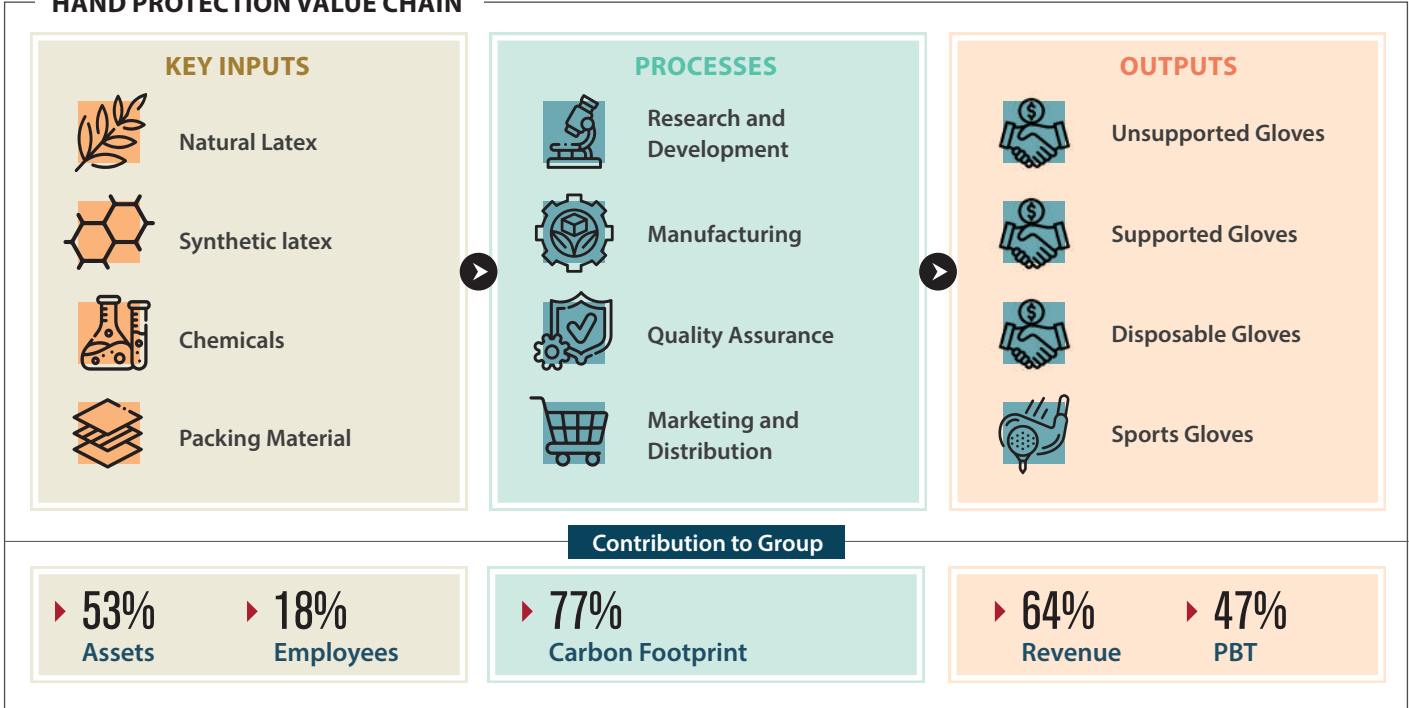 HAND PROTECTION VALUE CHAIN
KEY INPUTS
Natural Latex
Synthetic latex
Chemicals
Packing Material
PROCESSES
Research and
Development
Manufacturing
Quality Assurance
Marketing and
Distribution
OUTPUTS
Unsupported Gloves
Supported Gloves
Disposable Gloves
Sports Gloves
Contribution to Group
53%
Assets
18%
Employees
77%
Carbon Footprint
64%
Revenue
47%
PBT